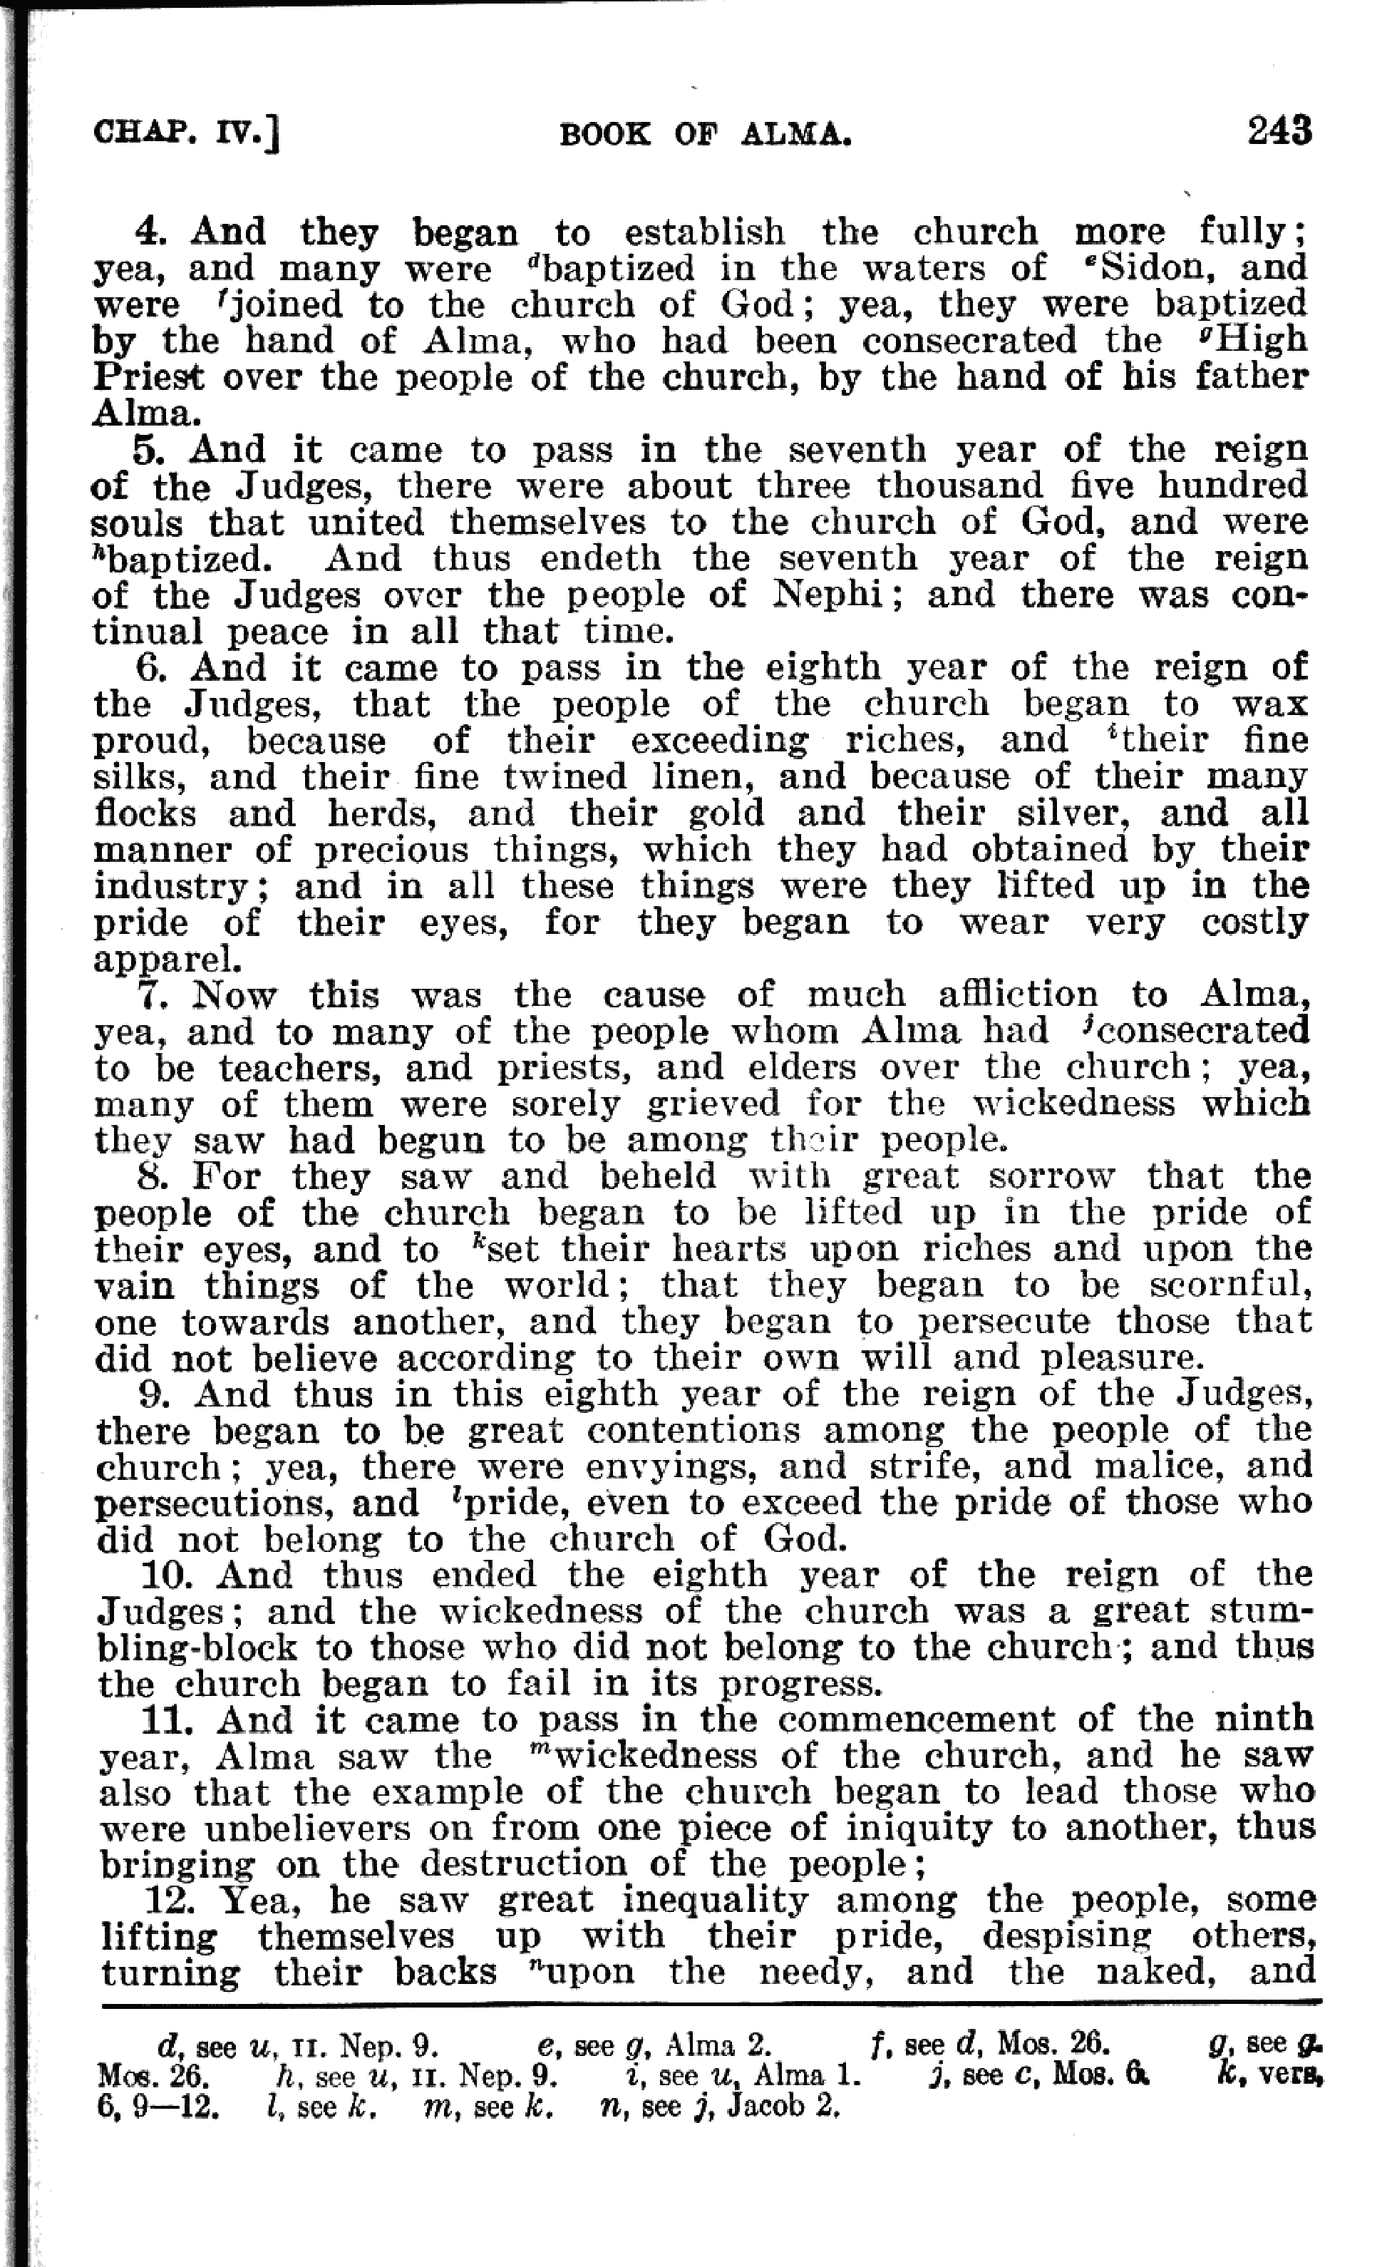 CHAP. IV.] BOOK OF ALMA. 243
4. And they began to establish the church more fully;
yea, and many were dbaptized in the waters of eSidon, and
were fjoined to the church of God; yea, they were baptized
by the hand of Alma, who had been consecrated the gHigh
Priest over the people of the church, by the hand of his father
Alma.
5. And it came to pass in the seventh year of the reign
of the Judges, there were about three thousand five hundred
souls that united themselves to the church of God, and were
hbaptized. And thus endeth the seventh year of the reign
of the Judges over the people of Nephi; and there was con-
tinual peace in all that time.
6. And it came to pass in the eighth year of the reign of
the Judges, that the people of the church began to wax
proud, because of their exceeding riches, and itheir fine
silks, and their fine twined linen, and because of their many
flocks and herds, and their gold and their silver, and all
manner of precious things, which they had obtained by their
industry; and in all these things were they lifted up in the
pride of their eyes, for they began to wear very costly
apparel.
7. Now this was the cause of much affliction to Alma,
yea, and to many of the people whom Alma had jconsecrated
to be teachers, and priests, and elders over the church; yea,
many of them were sorely grieved for the wickedness which
they saw had begun to be among their people.
8. For they saw and beheld with great sorrow that the
people of the church began to be lifted up in the pride of
their eyes, and to kset their hearts upon riches and upon the
vain things of the world; that they began to be scornful,
one towards another, and they began to persecute those that
did not believe according to their own will and pleasure.
9. And thus in this eighth year of the reign of the Judges,
there began to be great contentions among the people of the
church; yea, there were envyings, and strife, and malice, and
persecutions, and lpride, even to exceed the pride of those who
did not belong to the church of God.
10. And thus ended the eighth year of the reign of the
Judges; and the wickedness of the church was a great stum-
bling-block to those who did not belong to the church; and thus
the church began to fail in its progress.
11. And it came to pass in the commencement of the ninth
year, Alma saw the mwickedness of the church, and he saw
also that the example of the church began to lead those who
were unbelievers on from one piece of iniquity to another, thus
bringing on the destruction of the people;
12. Yea, he saw great inequality among the people, some
lifting themselves up with their pride, despising others,
turning their backs nupon the needy, and the naked, and
d, see u, II. Nep. 9. e, see g, Alma 2. f, see d, Mos. 26. g, see g.
Mos. 26. h, see u, II. Nep. 9. i, see u, Alma 1. j, see c, Mos. 6. k, vers,
6, 9—12. l, see k. m, see k. n, see j, Jacob 2.